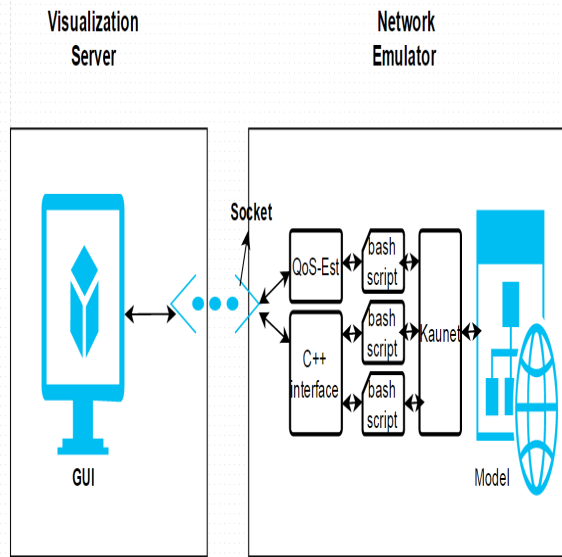 Visualization
Server
Network
Emulator
Socket
GUI
QoS-Est
C++
interface
bash
script
bash
script
bash
script
Kaunet
Model